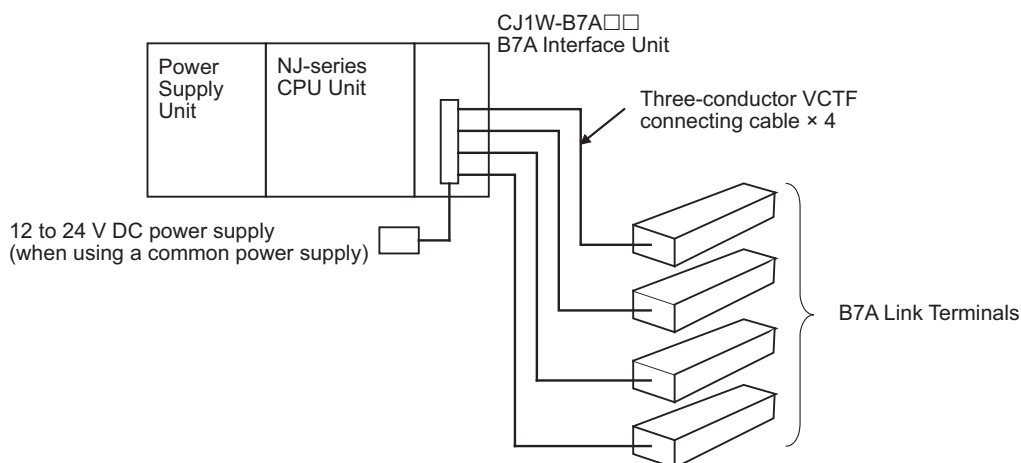 CJ1W-B7A□□
B7A Interface Unit
Power
Supply
Unit
NJ-series
CPU Unit
Three-conductor VCTF
connecting cable × 4
12 to 24 V DC power supply
(when using a common power supply)
B7A Link Terminals